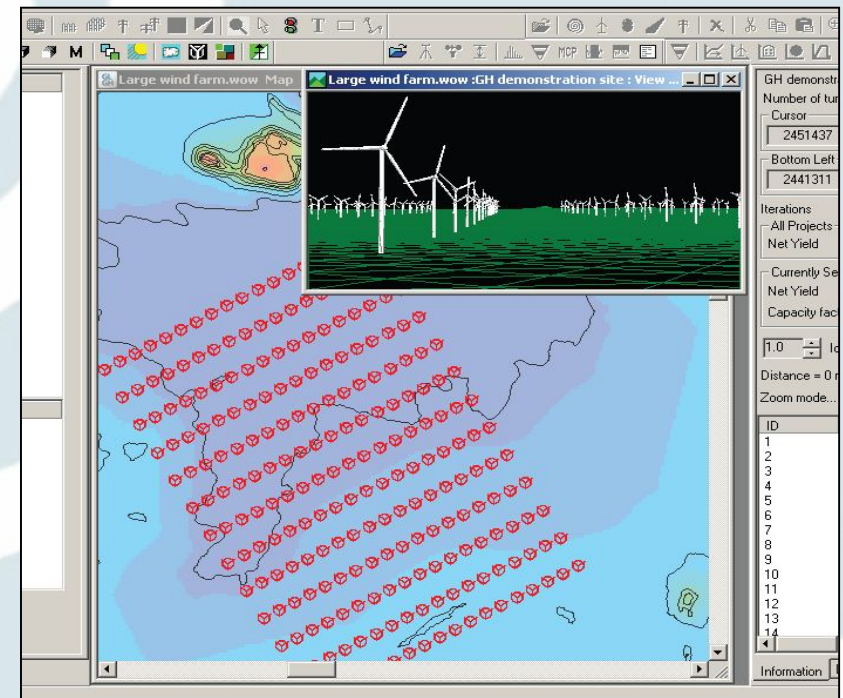 M
MCP
Large wind farm.wow Map
Large wind farm.wow :GH demonstration site : View ...
GH demonstr
Number of tur
Cursor
2451437
Bottom Left
2441311
Iterations
All Projects
Net Yield
Currently Se
Net Yield
Capacity fac
1.0
Distance = 0 r
Zoom mode...
ID
1
2
3
4
5
6
7
8
9
10
11
12
13
14
Information